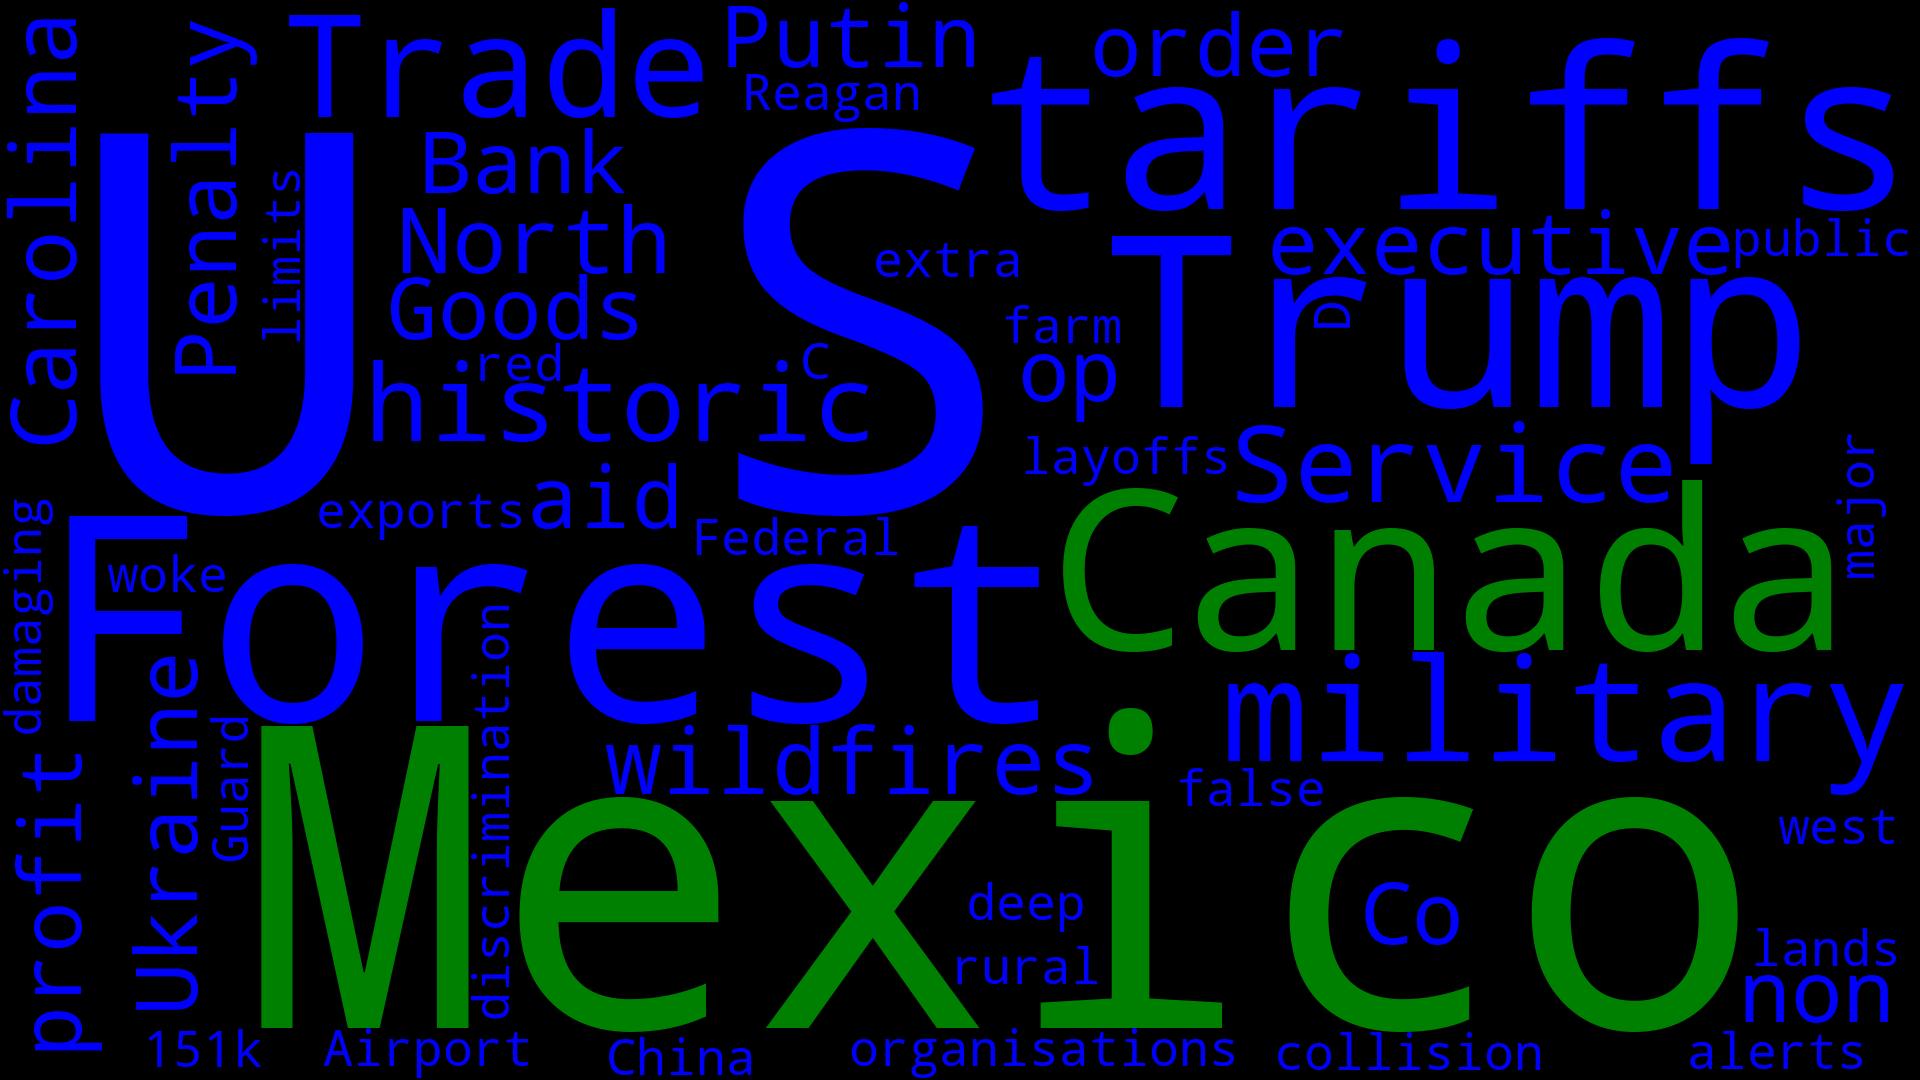 Carolina
Penalty
Trade
Putin
Reagan
order
tariffs
limits
Bank
North
Goods
U S
extra
executive
public
Trump
D
farm
op
red
C
historic
layoffs
Service
major
exports
aid
Federal
Canada
damaging
woke
Forest
discrimination
Ukraine
Guard
profit
military
wildfires
false
Mexico
west
deep
Co
rural
lands
non
151k
Airport
China
organisations
collision
alerts